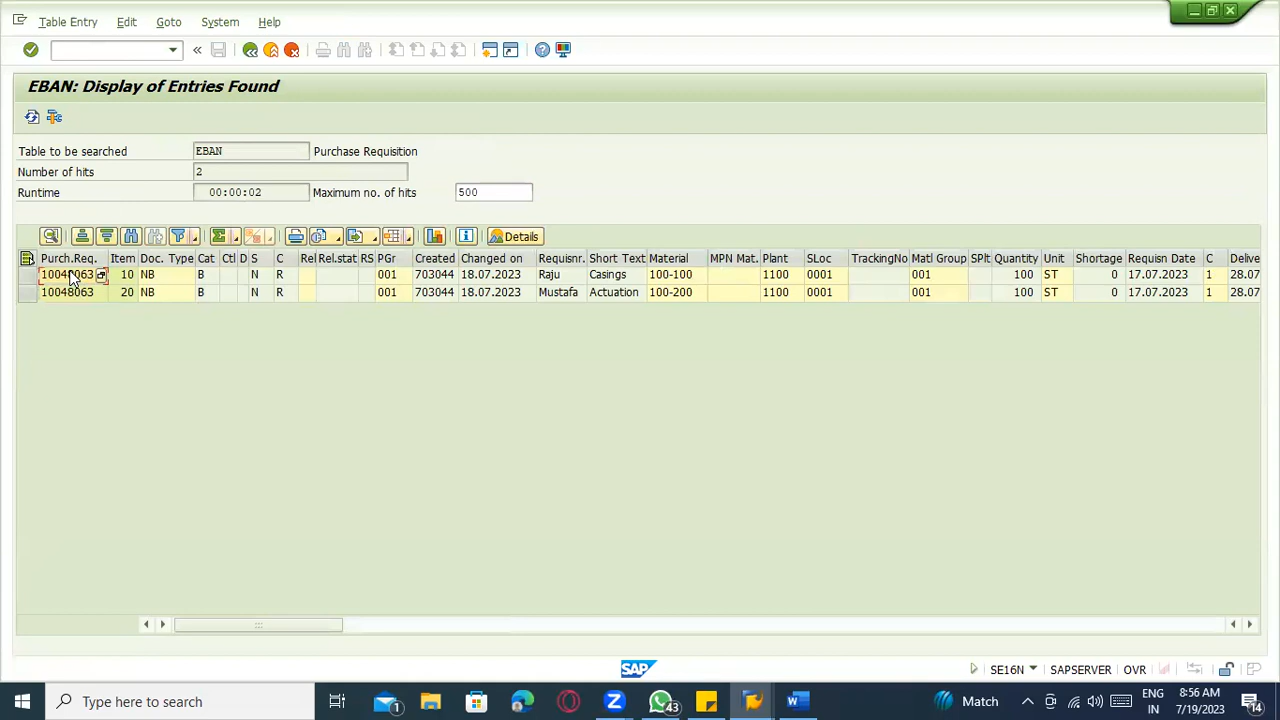 Table Entry Edit Goto System Help
EBAN: Display of Entries Found
Table to be searched EBAN Purchase Requisition
Number of hits 2
Runtime 00:00:02 Maximum no. of hits 500
Details
Purch.Req. Item Doc. Type Cat Ctl D S C Rel Rel.stat RS PGr Created Changed on Requisnr. Short Text Material MPN Mat. Plant SLoc TrackingNo Matl Group SPlt Quantity Unit Shortage Requisn Date C Delive
10048063 10 NB B N R 001 703044 18.07.2023 Raju Casings 100-100 1100 0001 001 100 ST 0 17.07.2023 1 28.07
10048063 20 NB B N R 001 703044 18.07.2023 Mustafa Actuation 100-200 1100 0001 001 100 ST 0 17.07.2023 1 28.07
SAP SE16N SAPSERVER OVR
Type here to search 1 43 Match ENG IN 8:56 AM 7/19/2023 14